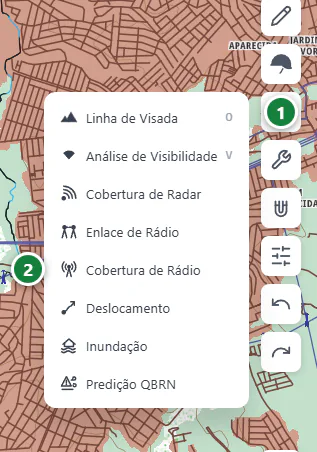 APARECIDA
JARDIM
1
Linha de Visada O
Análise de Visibilidade V
Cobertura de Radar
Enlace de Rádio
2
Cobertura de Rádio
Deslocamento
Inundação
Predição QBRN